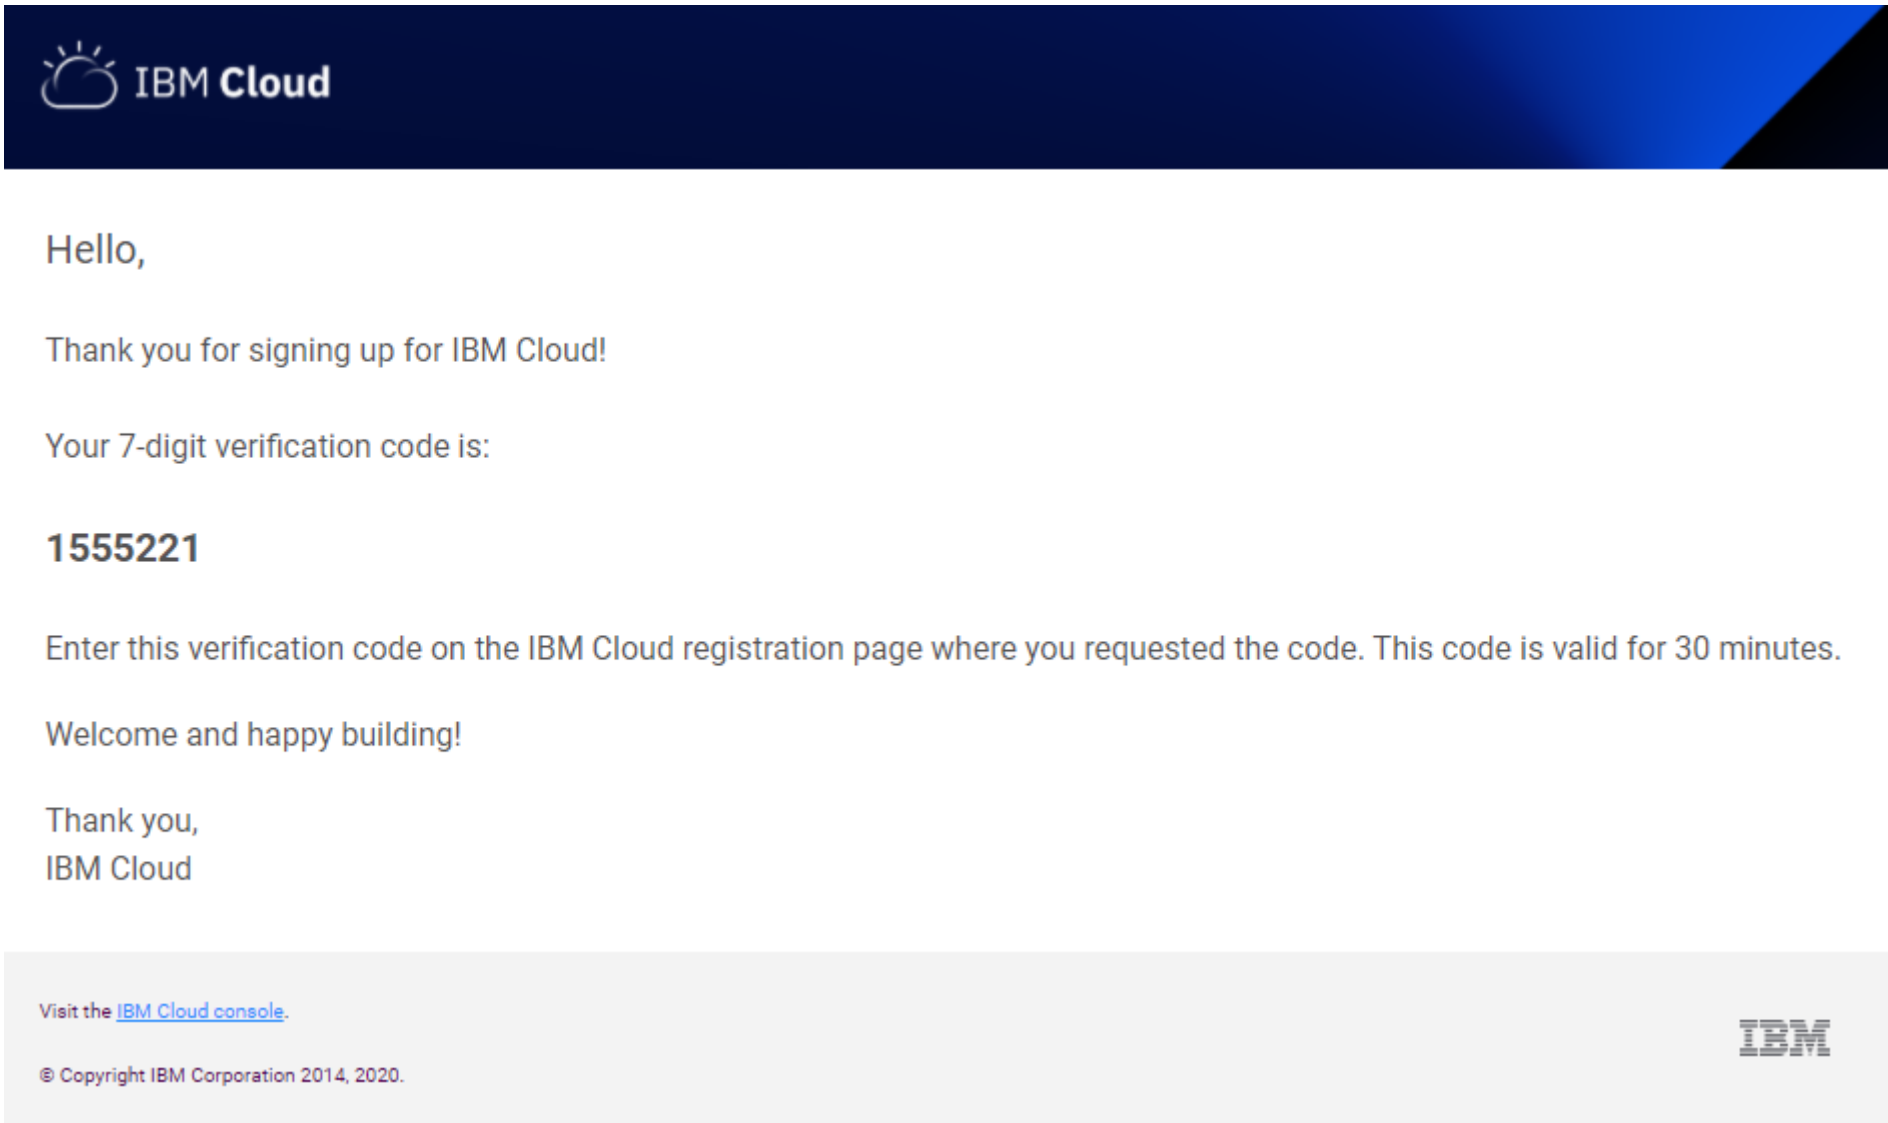 IBM Cloud
Hello,
Thank you for signing up for IBM Cloud!
Your 7-digit verification code is:
1555221
Enter this verification code on the IBM Cloud registration page where you requested the code. This code is valid for 30 minutes.
Welcome and happy building!
Thank you,
IBM Cloud
Visit the IBM Cloud console.
IBM
© Copyright IBM Corporation 2014, 2020.